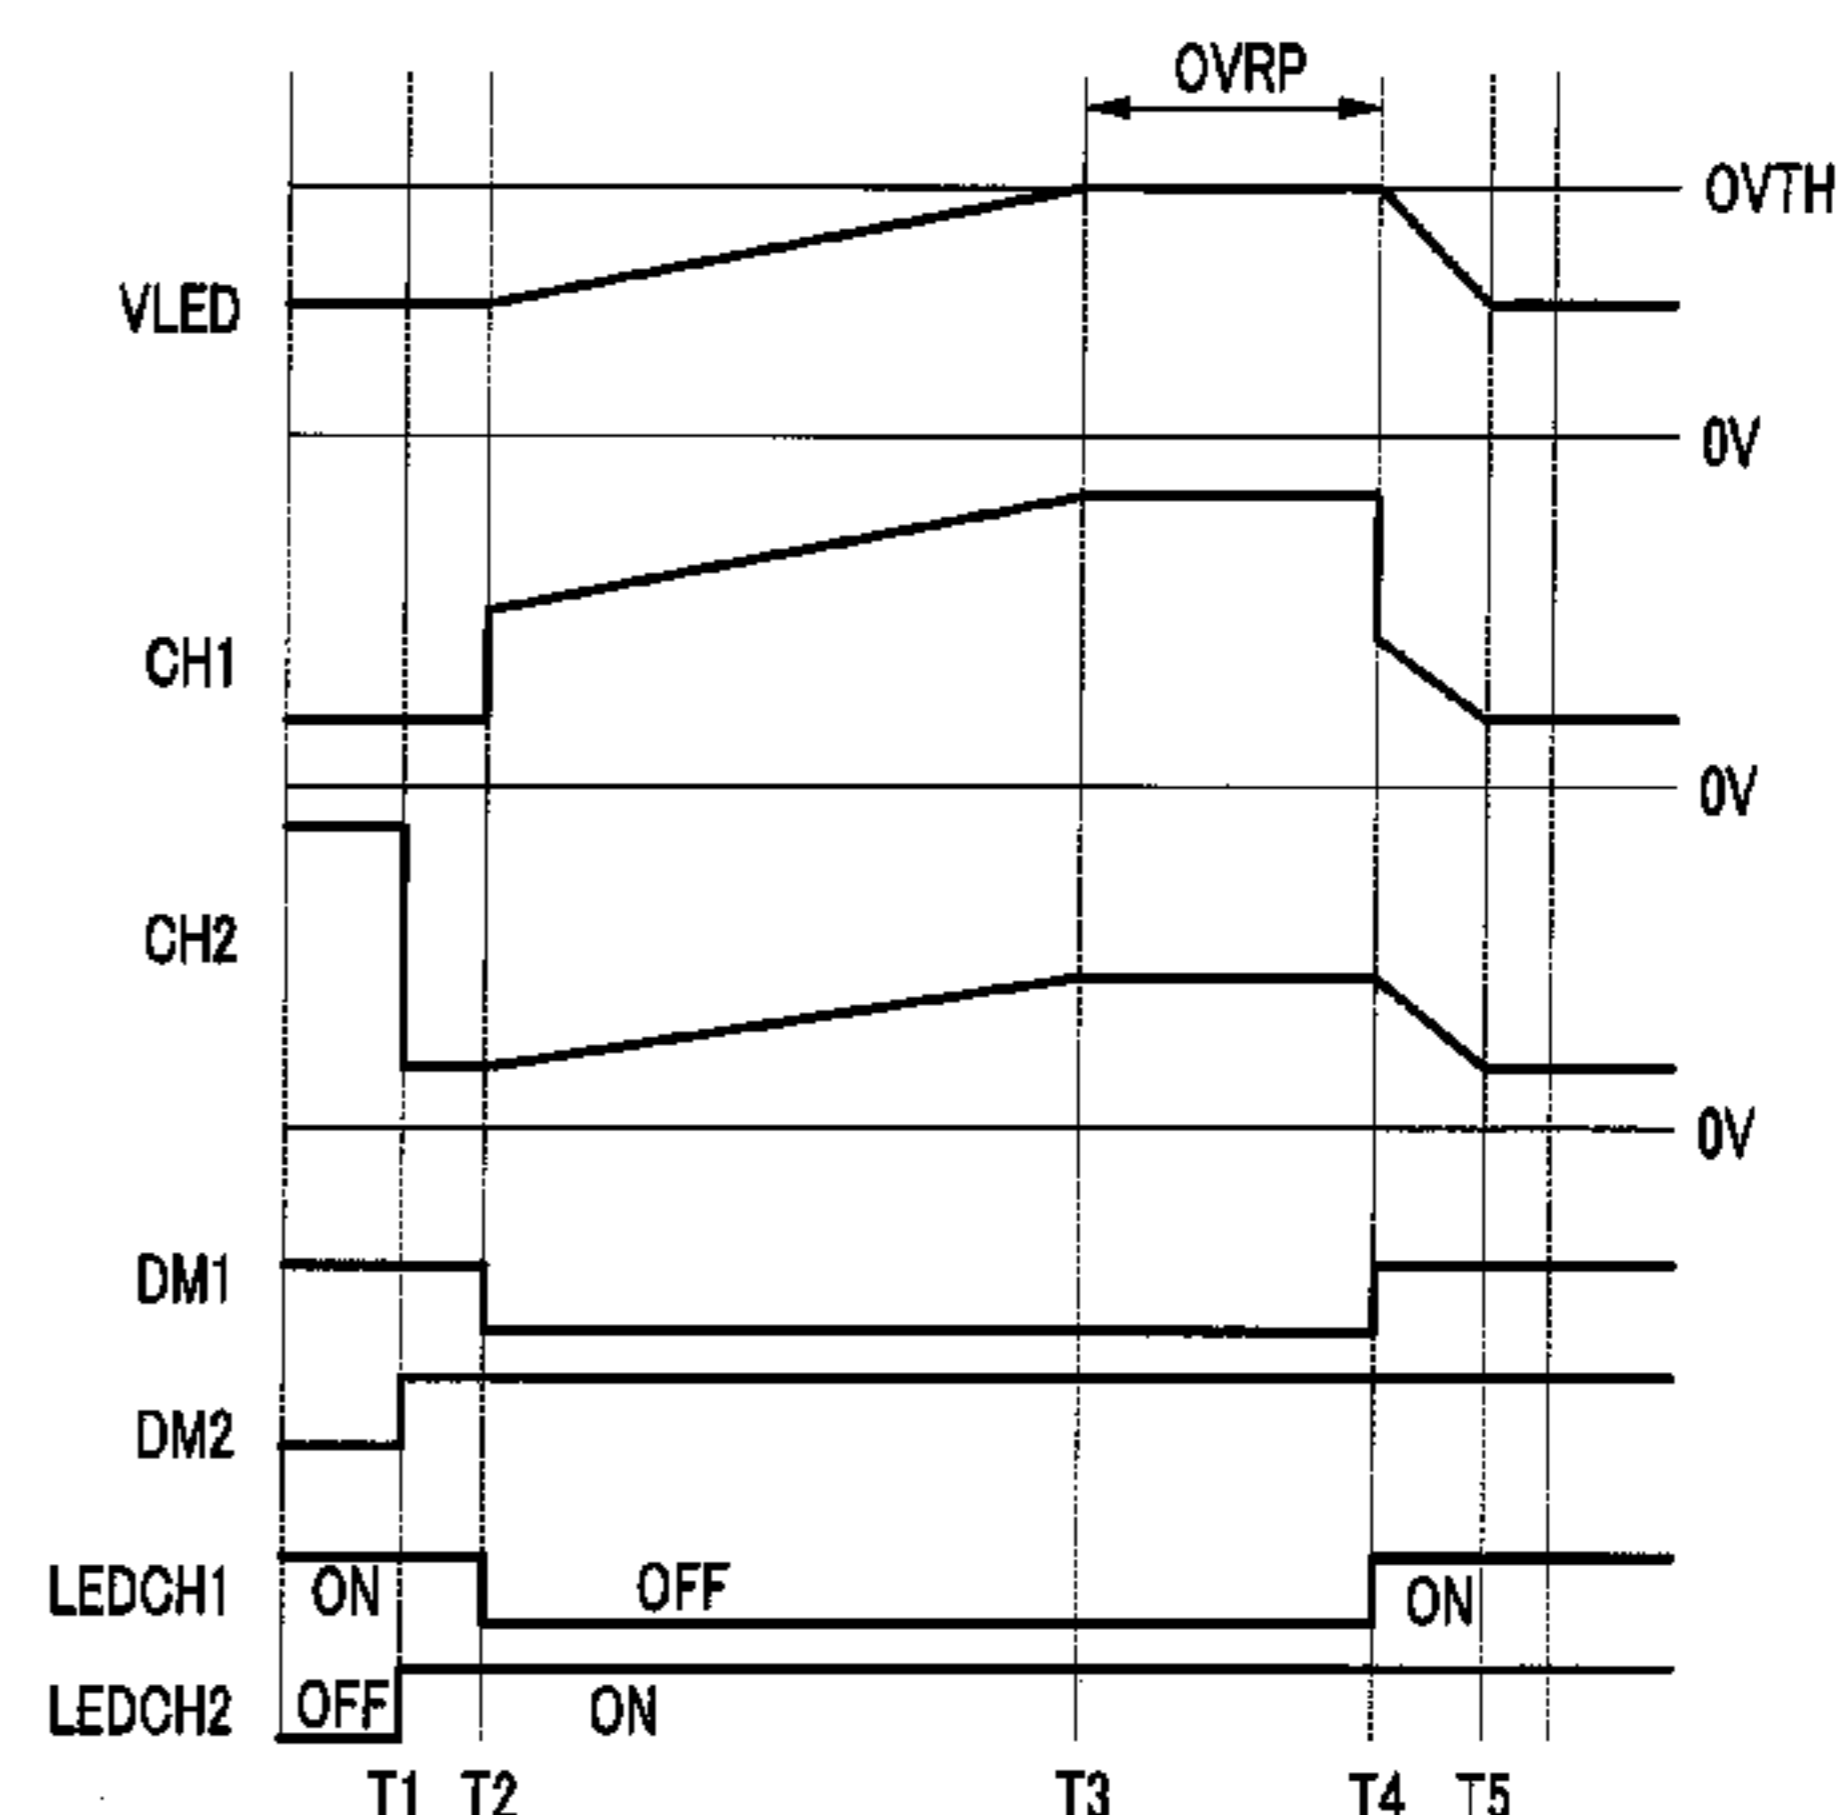 OVRP
OVTH
VLED
0V
CH1
0V
CH2
0V
DM1
DM2
LEDCH1 ON OFF ON
LEDCH2 OFF ON
T1 T2 T3 T4 T5